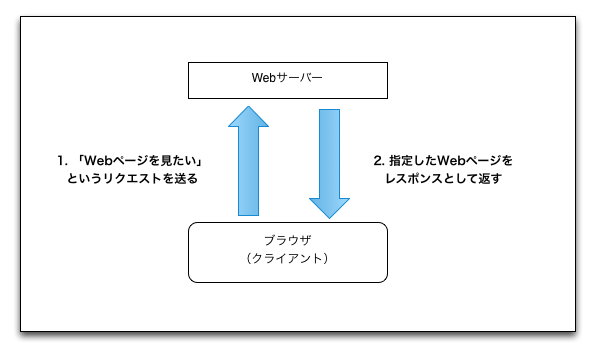 Webサーバー
1. 「Webページを見たい」
というリクエストを送る
2. 指定したWebページを
レスポンスとして返す
ブラウザ
（クライアント）